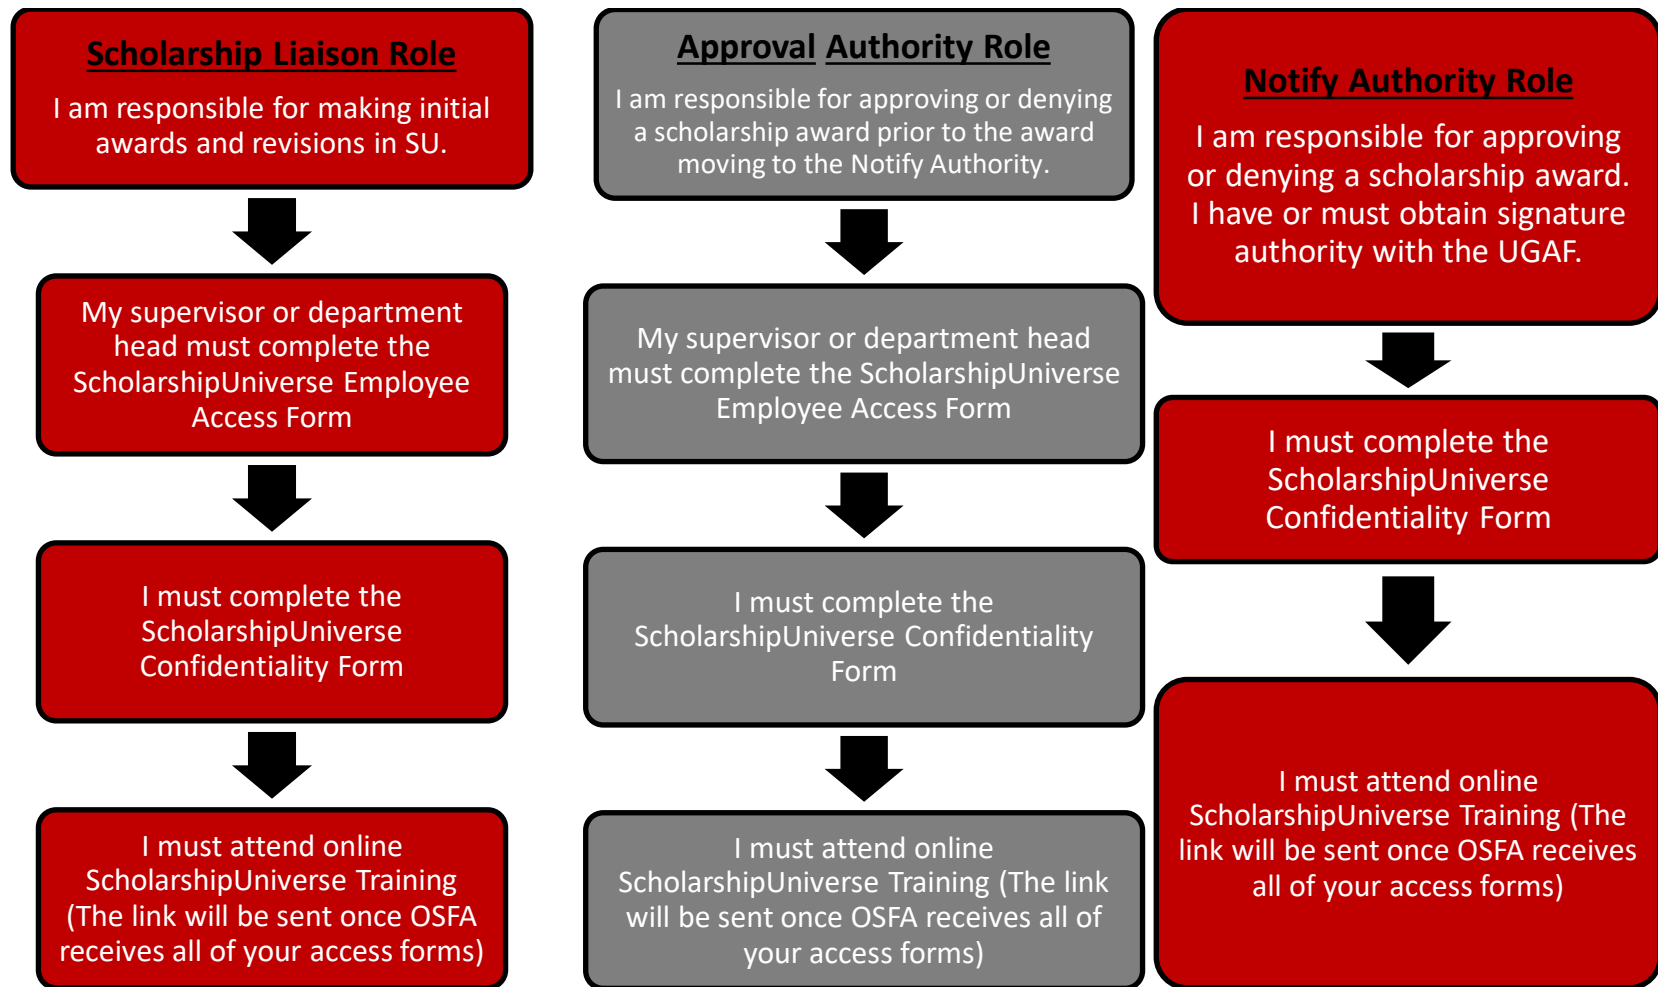 Scholarship Liaison Role
I am responsible for making initial
awards and revisions in SU.
My supervisor or department
head must complete the
ScholarshipUniverse Employee
Access Form
I must complete the
ScholarshipUniverse
Confidentiality Form
I must attend online
ScholarshipUniverse Training
(The link will be sent once OSFA
receives all of your access forms)
Approval Authority Role
I am responsible for approving or denying
a scholarship award prior to the award
moving to the Notify Authority.
My supervisor or department head
must complete the ScholarshipUniverse
Employee Access Form
I must complete the
ScholarshipUniverse Confidentiality
Form
I must attend online
ScholarshipUniverse Training (The link
will be sent once OSFA receives all of
your access forms)
Notify Authority Role
I am responsible for approving
or denying a scholarship award.
I have or must obtain signature
authority with the UGAF.
I must complete the
ScholarshipUniverse
Confidentiality Form
I must attend online
ScholarshipUniverse Training (The
link will be sent once OSFA receives
all of your access forms)